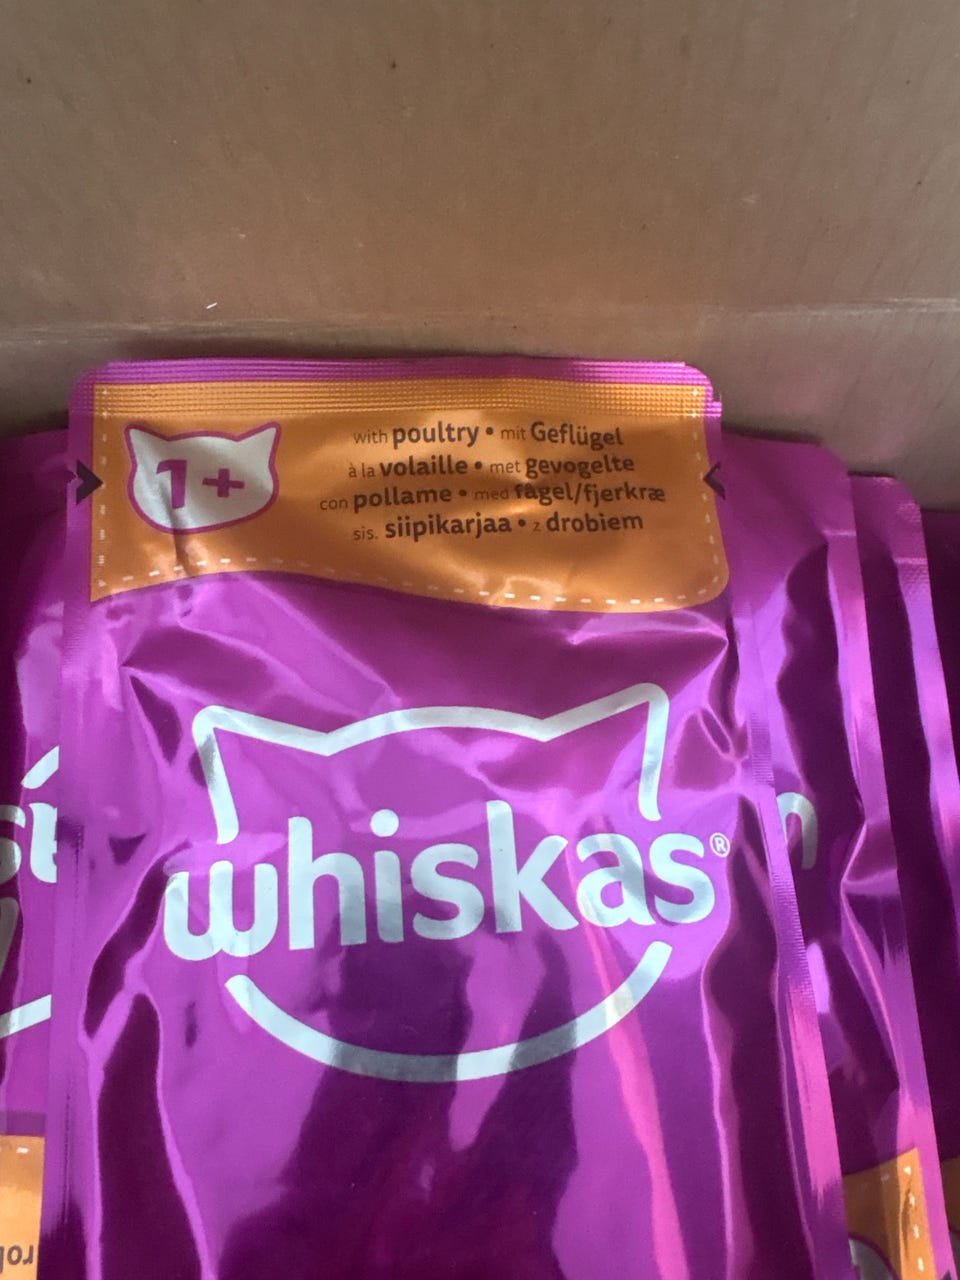 1+
with poultry • mit Geflügel
à la volaille • met gevogelte
con pollame • med fågel/fjerkræ
sis. siipikarjaa • z drobiem
whiskas®